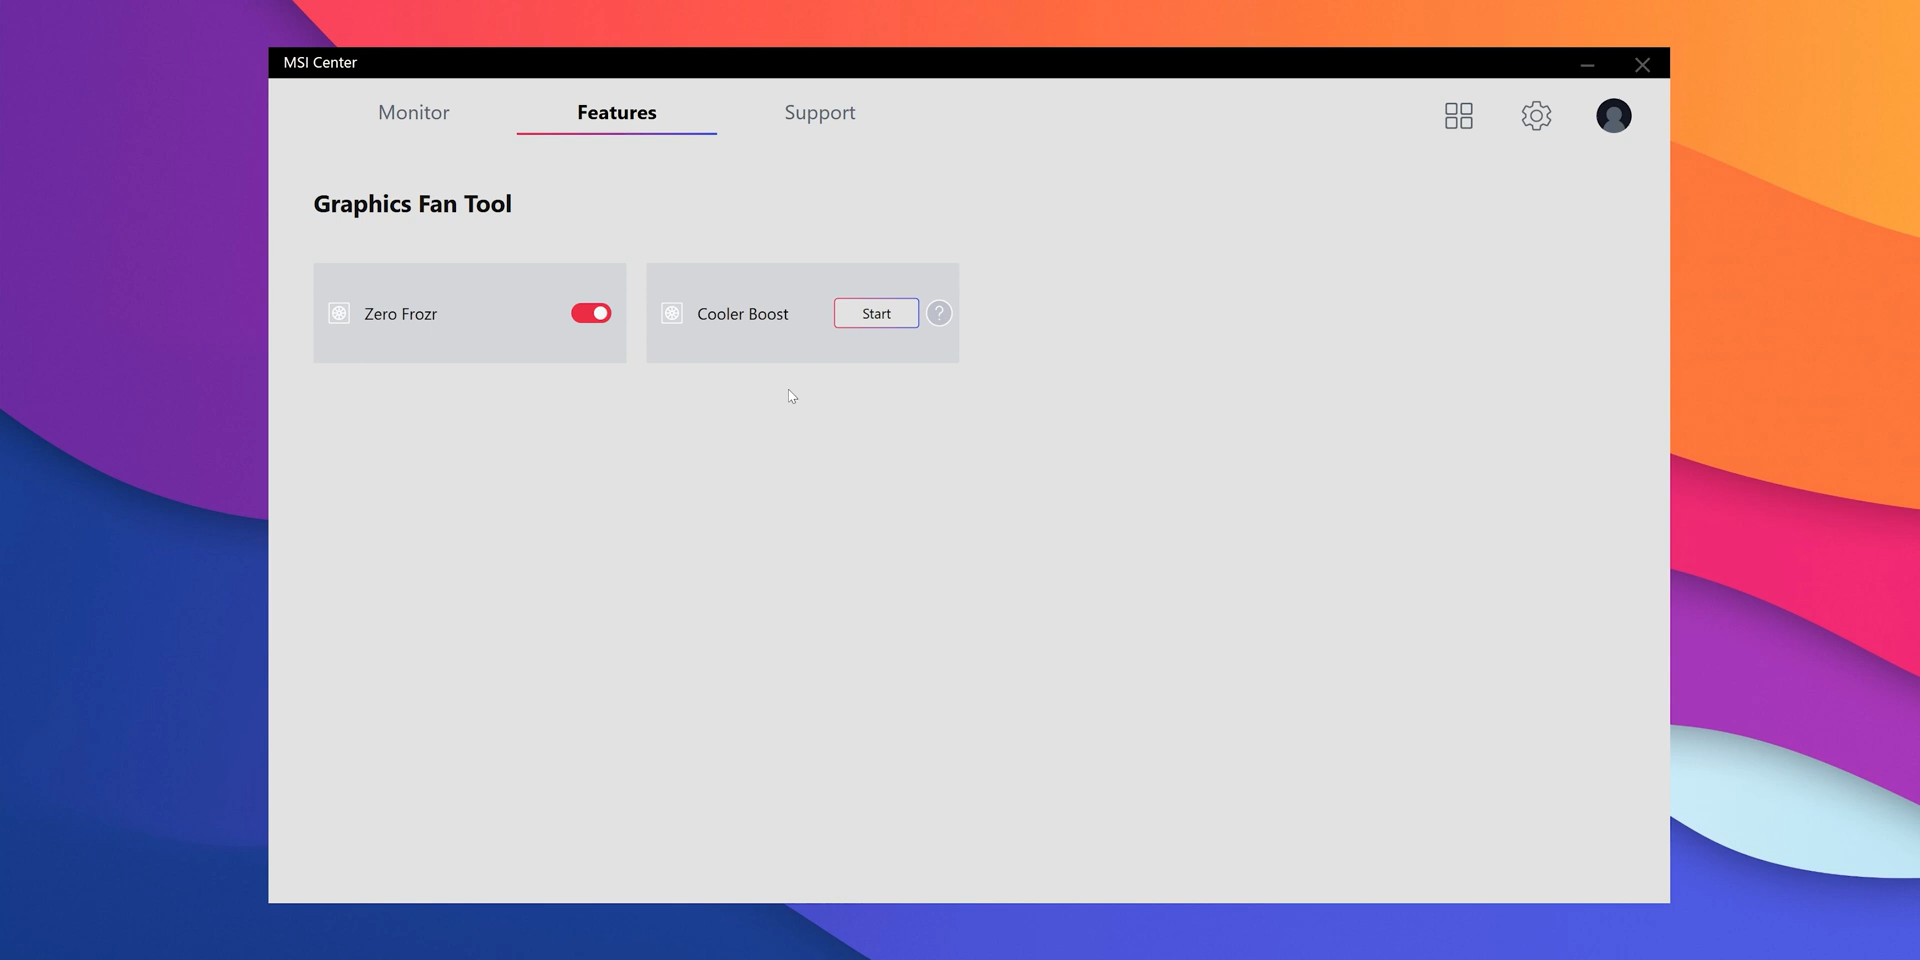 MSI Center
Monitor Features Support
Graphics Fan Tool
Zero Frozr
Cooler Boost Start ?